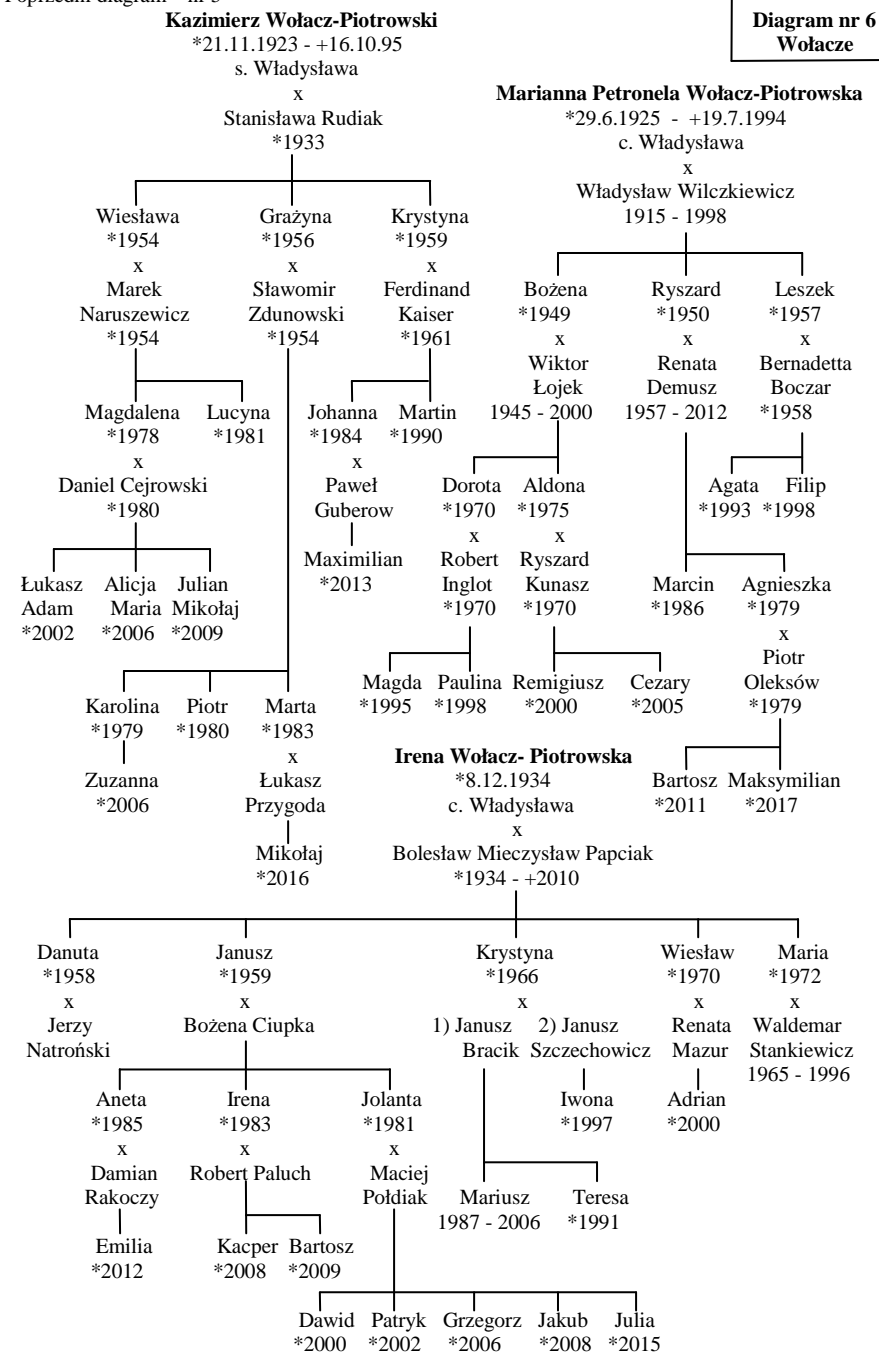 Poprzedni diagram - nr 5
Diagram nr 6
Wołacze
Kazimierz Wołacz-Piotrowski
*21.11.1923 - +16.10.95
s. Władysława
x
Stanisława Rudiak
*1933
Marianna Petronela Wołacz-Piotrowska
*29.6.1925 - +19.7.1994
c. Władysława
x
Władysław Wilczkiewicz
1915 - 1998
Wiesława Grażyna Krystyna
*1954 *1956 *1959
x x x
Marek Sławomir Ferdinand
Naruszewicz Zdunowski Kaiser
*1954 *1954 *1961
Bożena Ryszard Leszek
*1949 *1950 *1957
x x x
Wiktor Renata Bernadetta
Łojek Demusz Boczar
1945 - 2000 1957 - 2012 *1958
Magdalena Lucyna Johanna Martin
*1978 *1981 *1984 *1990
x x
Daniel Cejrowski Paweł
*1980 Guberow
Dorota Aldona Agata Filip
*1970 *1975 *1993 *1998
x x
Robert Ryszard
Inglot Kunasz
*1970 *1970
Maximilian
*2013
Marcin Agnieszka
*1986 *1979
x
Piotr
Oleksów
*1979
Łukasz Alicja Julian
Adam Maria Mikołaj
*2002 *2006 *2009
Magda Paulina Remigiusz Cezary
*1995 *1998 *2000 *2005
Karolina Piotr Marta
*1979 *1980 *1983
x
Zuzanna Łukasz
*2006 Przygoda
Mikołaj
*2016
Bartosz Maksymilian
*2011 *2017
Irena Wołacz- Piotrowska
*8.12.1934
c. Władysława
x
Bolesław Mieczysław Papciak
*1934 - +2010
Danuta Janusz Krystyna Wiesław Maria
*1958 *1959 *1966 *1970 *1972
x x x x x
Jerzy Bożena Ciupka 1) Janusz 2) Janusz Renata Waldemar
Natroński Bracik Szczechowicz Mazur Stankiewicz
1965 - 1996
Aneta Irena Jolanta Iwona Adrian
*1985 *1983 *1981 *1997 *2000
x x x
Damian Robert Paluch Maciej
Rakoczy Połdiak
Mariusz Teresa
1987 - 2006 *1991
Emilia Kacper Bartosz
*2012 *2008 *2009
Dawid Patryk Grzegorz Jakub Julia
*2000 *2002 *2006 *2008 *2015